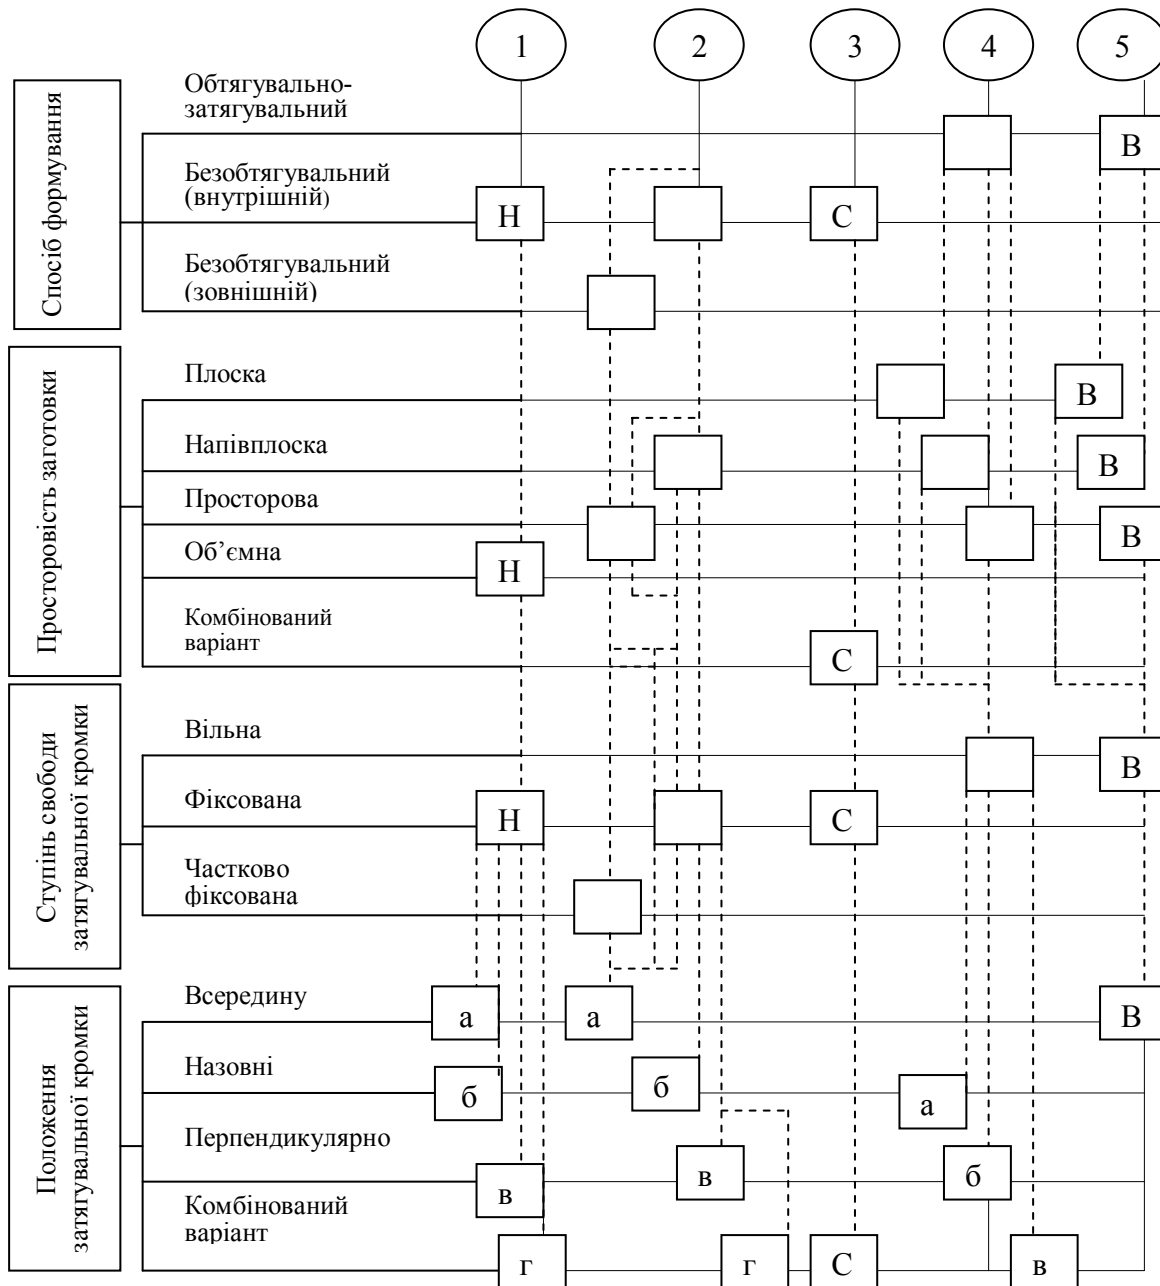 1 2 3 4 5
Обтягувально-
затягувальний
В
Безобтягувальний
(внутрішній)
Н С
Безобтягувальний
(зовнішній)
Спосіб формування
Плоска
В
Напівплоска
В
Просторова
В
Об’ємна
Н
Комбінований
варіант
С
Просторовість заготовки
Вільна
В
Фіксована
Н С
Частково
фіксована
Ступінь свободи
затягувальної кромки
Всередину
а а В
Назовні
б б а
Перпендикулярно
в в б
Комбінований
варіант
г г С в
Положення
затягувальної кромки